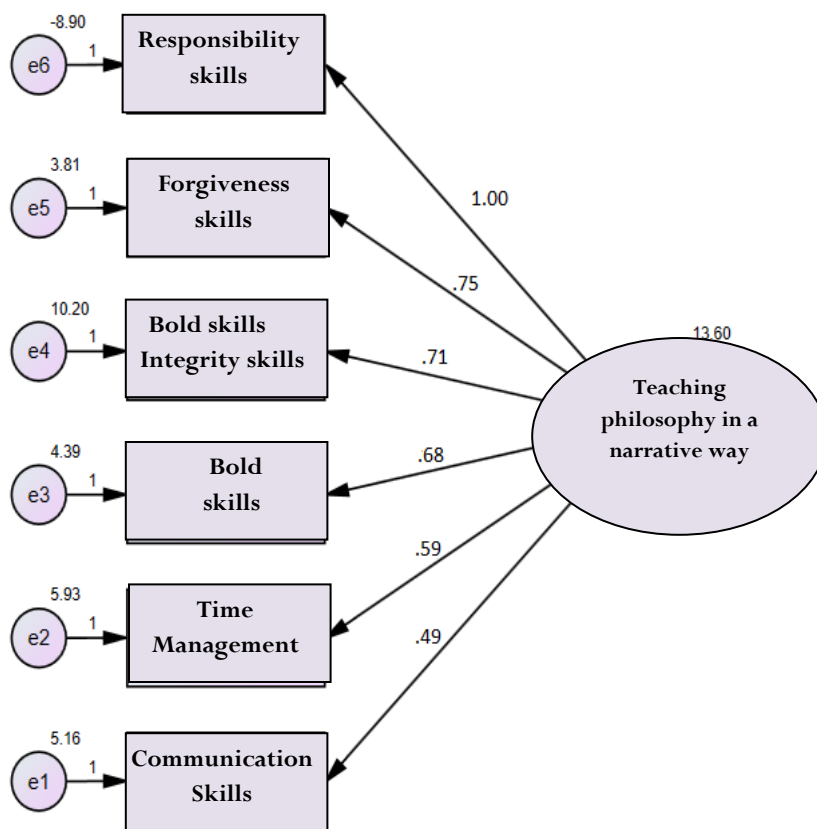 -8.90
e6
1
Responsibility
skills
1.00
3.81
e5
1
Forgiveness
skills
.75
10.20
e4
1
Bold skills
Integrity skills
.71
13.60
Teaching
philosophy in a
narrative way
4.39
e3
1
Bold
skills
.68
5.93
e2
1
Time
Management
.59
5.16
e1
1
Communication
Skills
.49